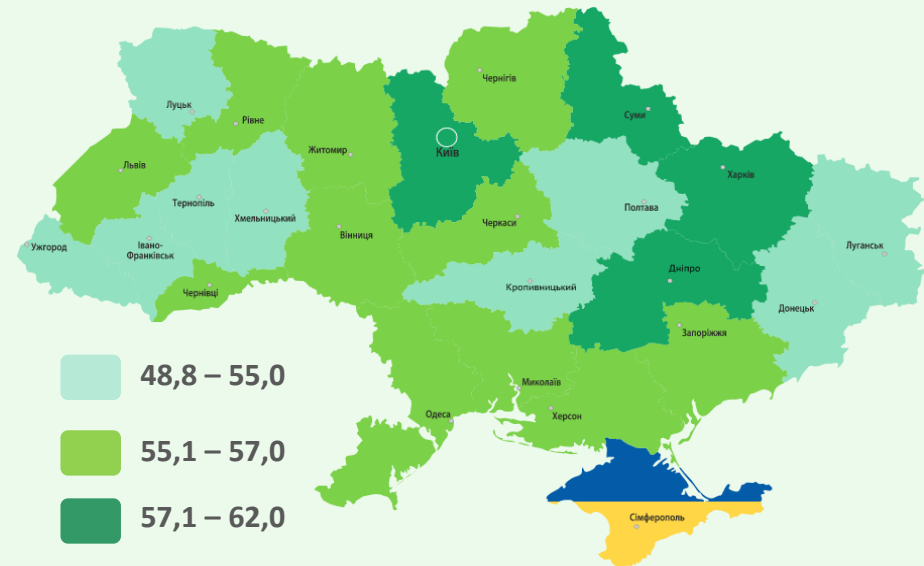 Чернігів
Луцьк
Рівне
Суми
Житомир
Київ
Львів
Харків
Тернопіль
Хмельницький
Полтава
Черкаси
Вінниця
Ужгород
Івано-
Франківськ
Луганськ
Дніпро
Чернівці
Кропивницький
Донецьк
Запоріжжя
48,8 – 55,0
Миколаїв
Одеса
Херсон
55,1 – 57,0
57,1 – 62,0
Сімферополь